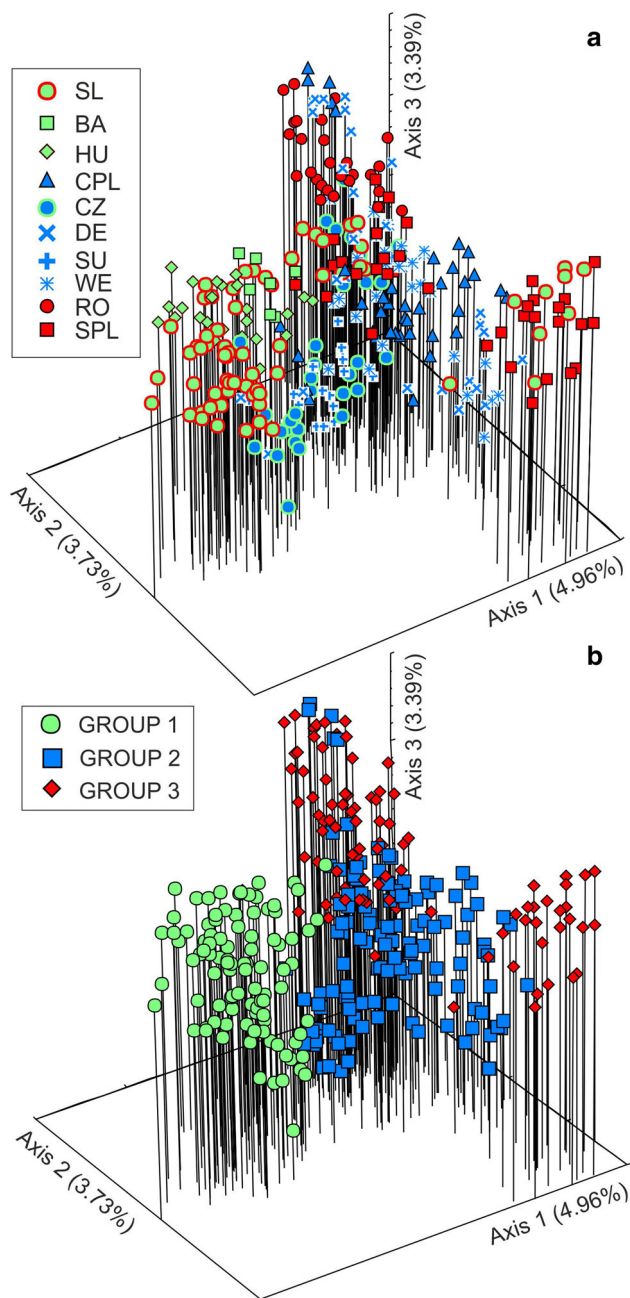 a
SL
BA
HU
CPL
CZ
DE
SU
WE
RO
SPL
Axis 3 (3.39%)
Axis 2 (3.73%)
Axis 1 (4.96%)
b
GROUP 1
GROUP 2
GROUP 3
Axis 3 (3.39%)
Axis 2 (3.73%)
Axis 1 (4.96%)